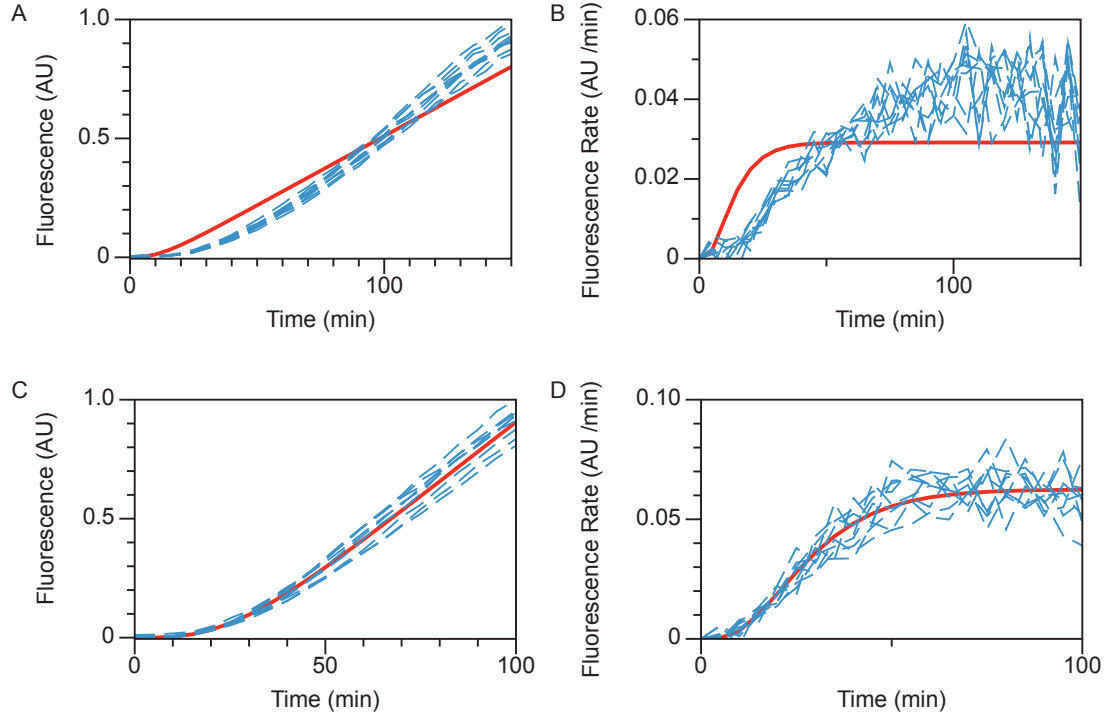 A
1.0
0.5
0
Fluorescence (AU)
0
100
Time (min)
B
0.06
0.04
0.02
0
Fluorescence Rate (AU /min)
0
100
Time (min)
C
1.0
0.5
0
Fluorescence (AU)
0
50
100
Time (min)
D
0.10
0.05
0
Fluorescence Rate (AU /min)
0
100
Time (min)